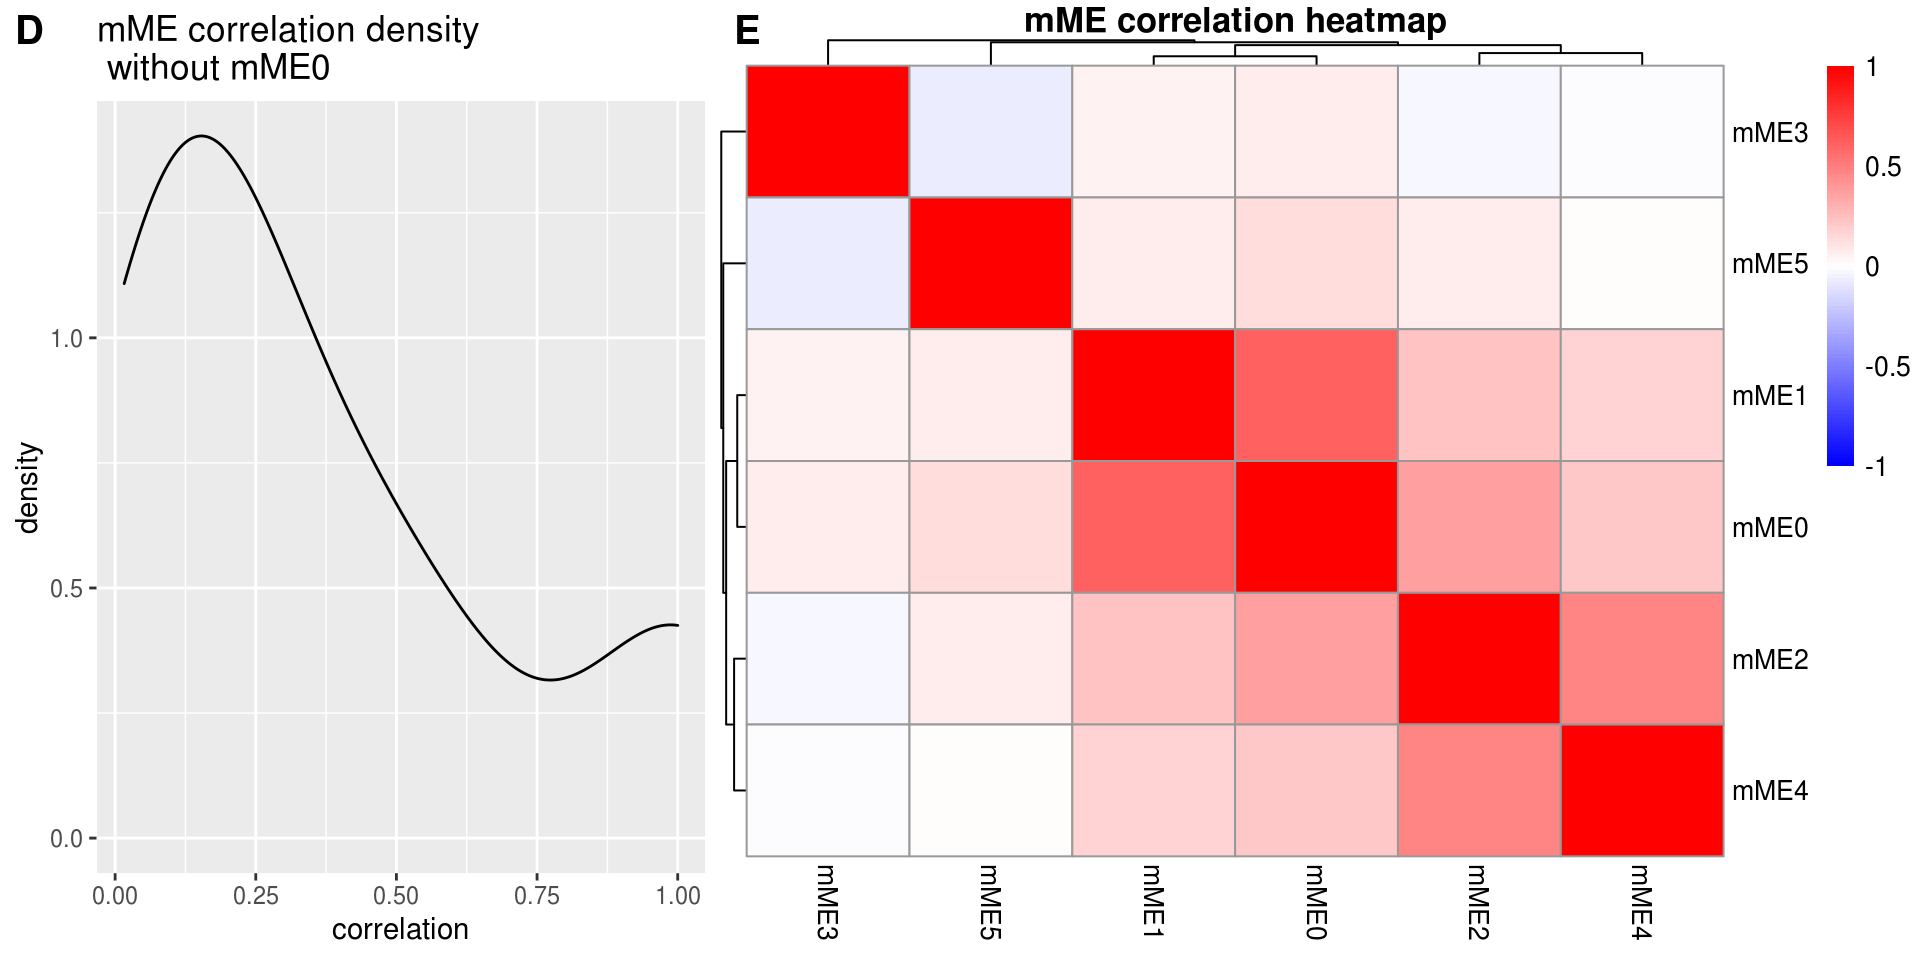 D
mME correlation density
without mME0
1.0
0.5
0.0
density
0.00 0.25 0.50 0.75 1.00
correlation
E
mME correlation heatmap
mME3
mME5
mME1
mME0
mME2
mME4
mME3 mME5 mME1 mME0 mME2 mME4
1
0.5
0
-0.5
-1